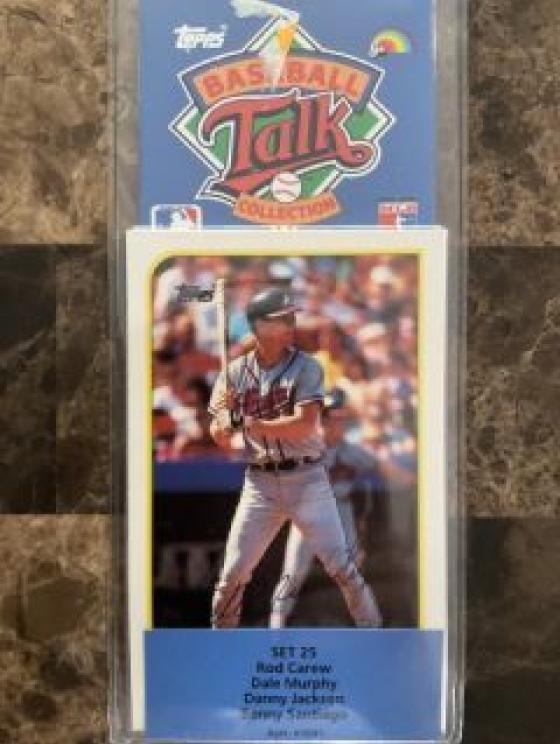 Topps
BASEBALL
Talk
COLLECTION
Topps
SET 25
Rod Carew
Dale Murphy
Danny Jackson
Benny Santiago